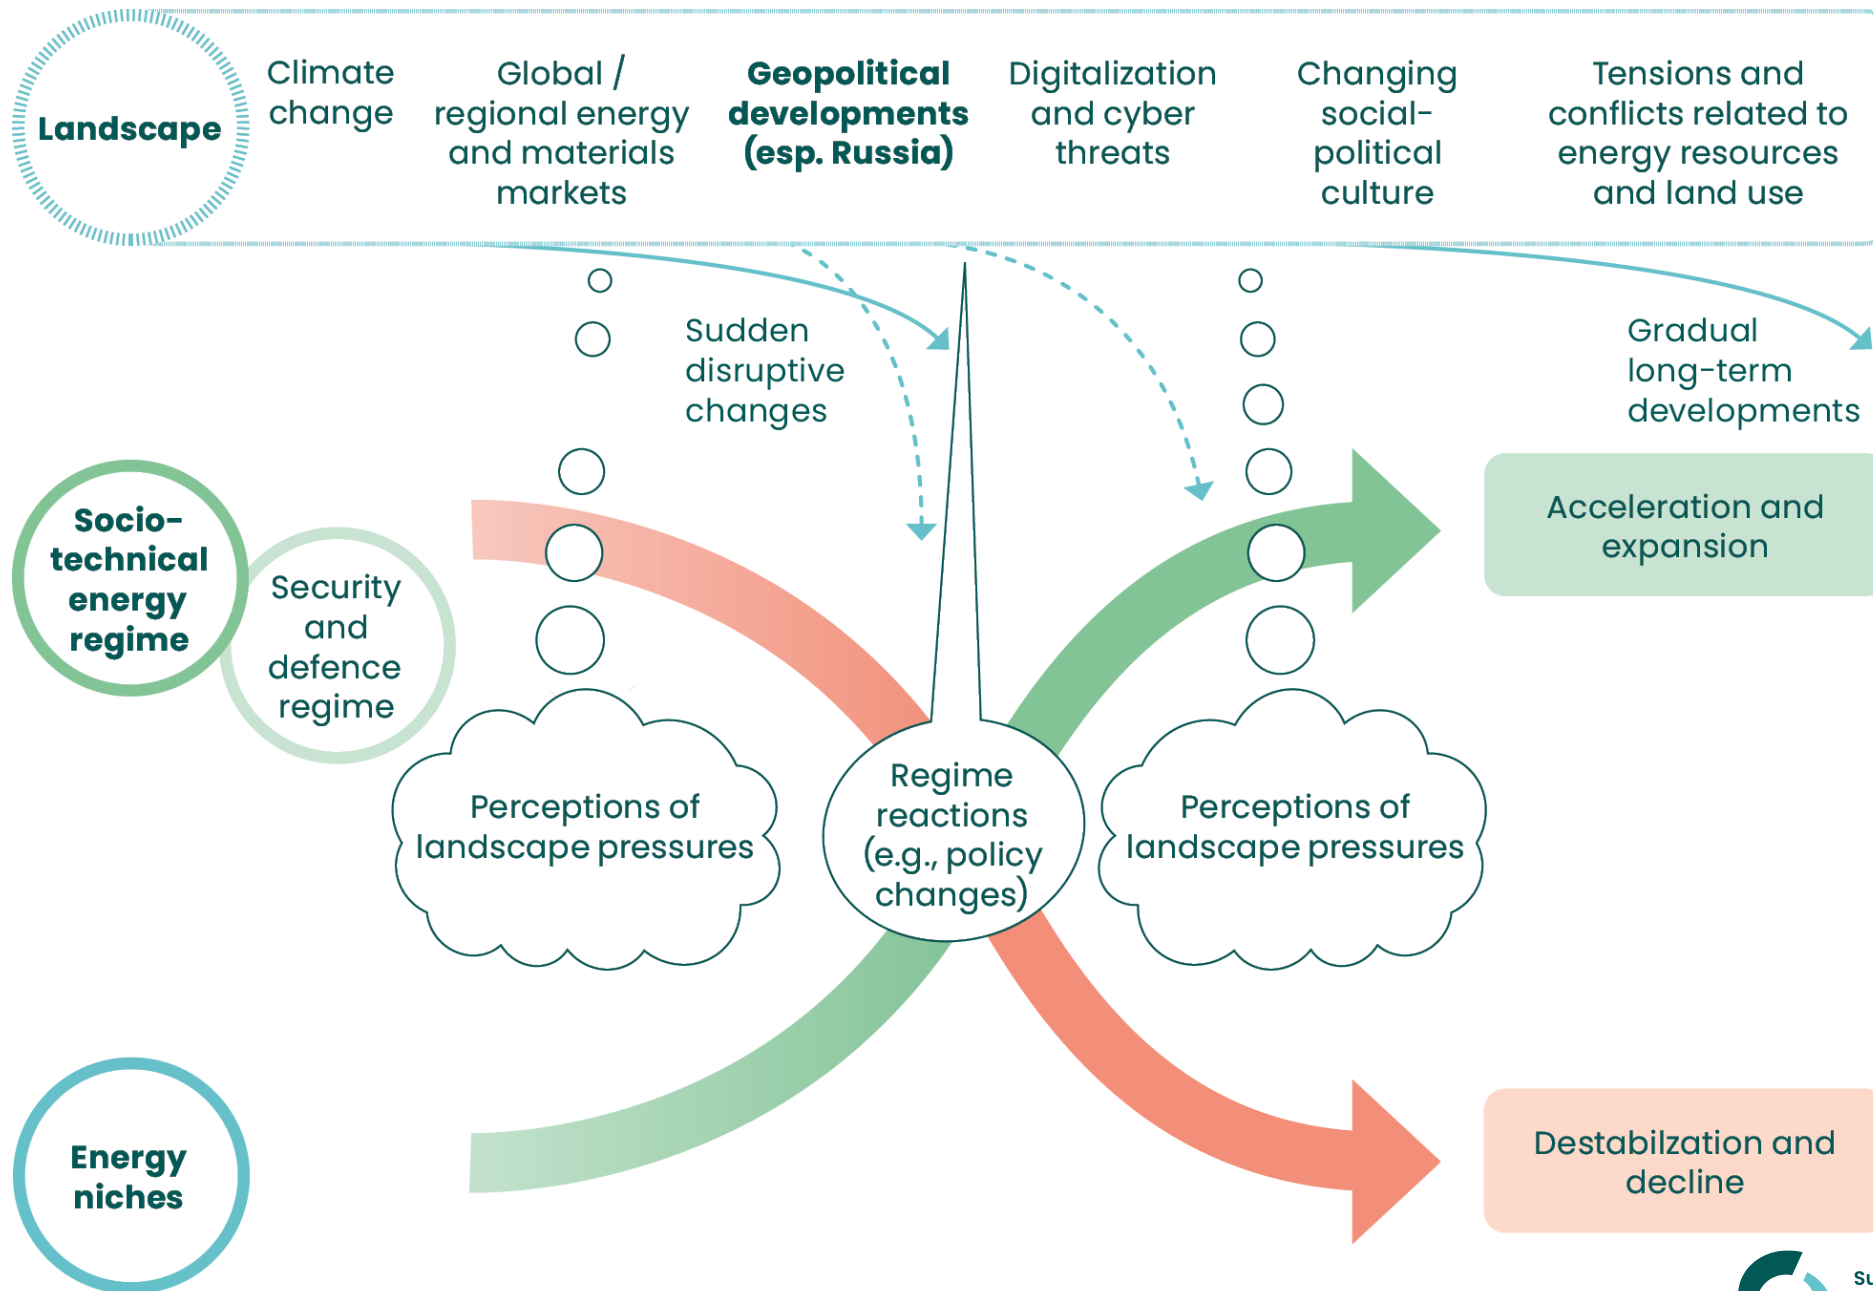 Landscape
Climate
change
Global /
regional energy
and materials
markets
Geopolitical
developments
(esp. Russia)
Digitalization
and cyber
threats
Changing
social-
political
culture
Tensions and
conflicts related to
energy resources
and land use
Sudden
disruptive
changes
Gradual
long-term
developments
Socio-
technical
energy
regime
Security
and
defence
regime
Acceleration and
expansion
Perceptions of
landscape pressures
Regime
reactions
(e.g., policy
changes)
Perceptions of
landscape pressures
Energy
niches
Destabilzation and
decline